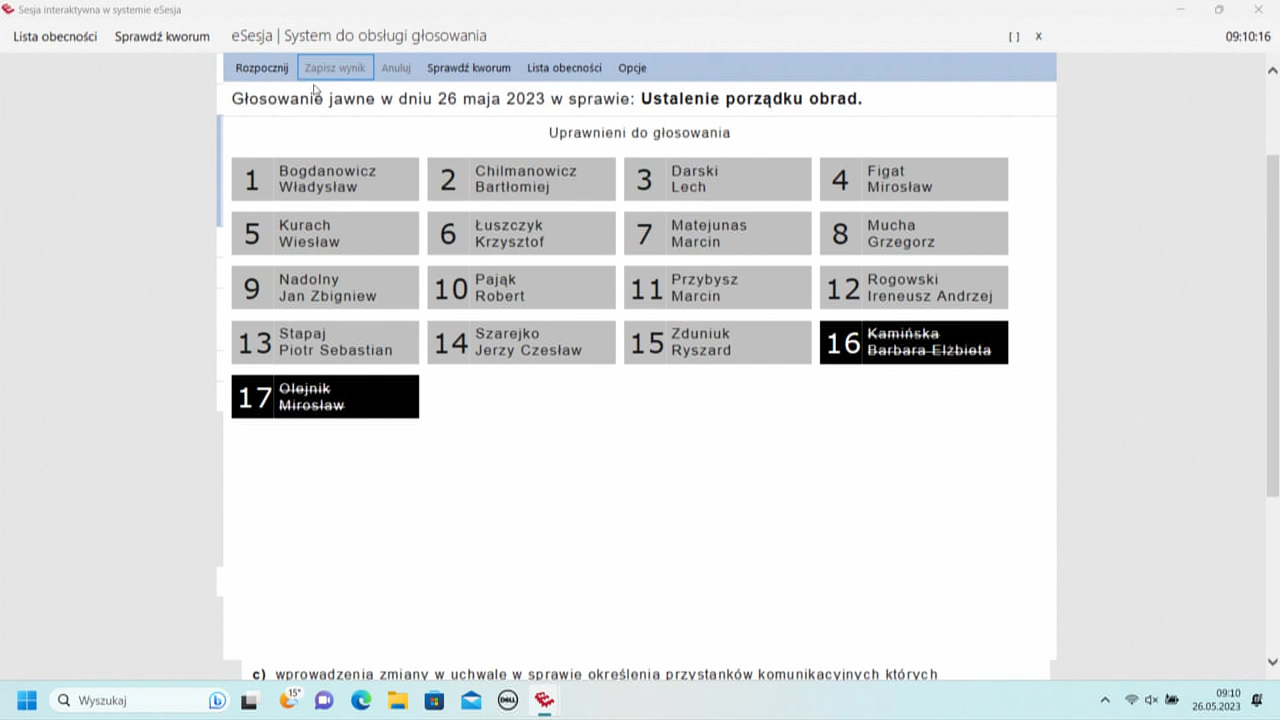 Sesja interaktywna w systemie eSesja
Lista obecności Sprawdź kworum eSesja | System do obsługi głosowania [ ] x 09:10:16
Rozpocznij Zapisz wynik Anuluj Sprawdź kworum Lista obecności Opcje
Głosowanie jawne w dniu 26 maja 2023 w sprawie: Ustalenie porządku obrad.
Uprawnieni do głosowania
1 Bogdanowicz Władysław
2 Chilmanowicz Bartłomiej
3 Darski Lech
4 Figat Mirosław
5 Kurach Wiesław
6 Łuszczyk Krzysztof
7 Matejunas Marcin
8 Mucha Grzegorz
9 Nadolny Jan Zbigniew
10 Pająk Robert
11 Przybysz Marcin
12 Rogowski Ireneusz Andrzej
13 Stapaj Piotr Sebastian
14 Szarejko Jerzy Czesław
15 Zduniuk Ryszard
16 Kamińska Barbara Elżbieta
17 Olejnik Mirosław
c) wprowadzenia zmiany w uchwale w sprawie określenia przystanków komunikacyjnych których
Wyszukaj 15° DELL 09:10
26.05.2023